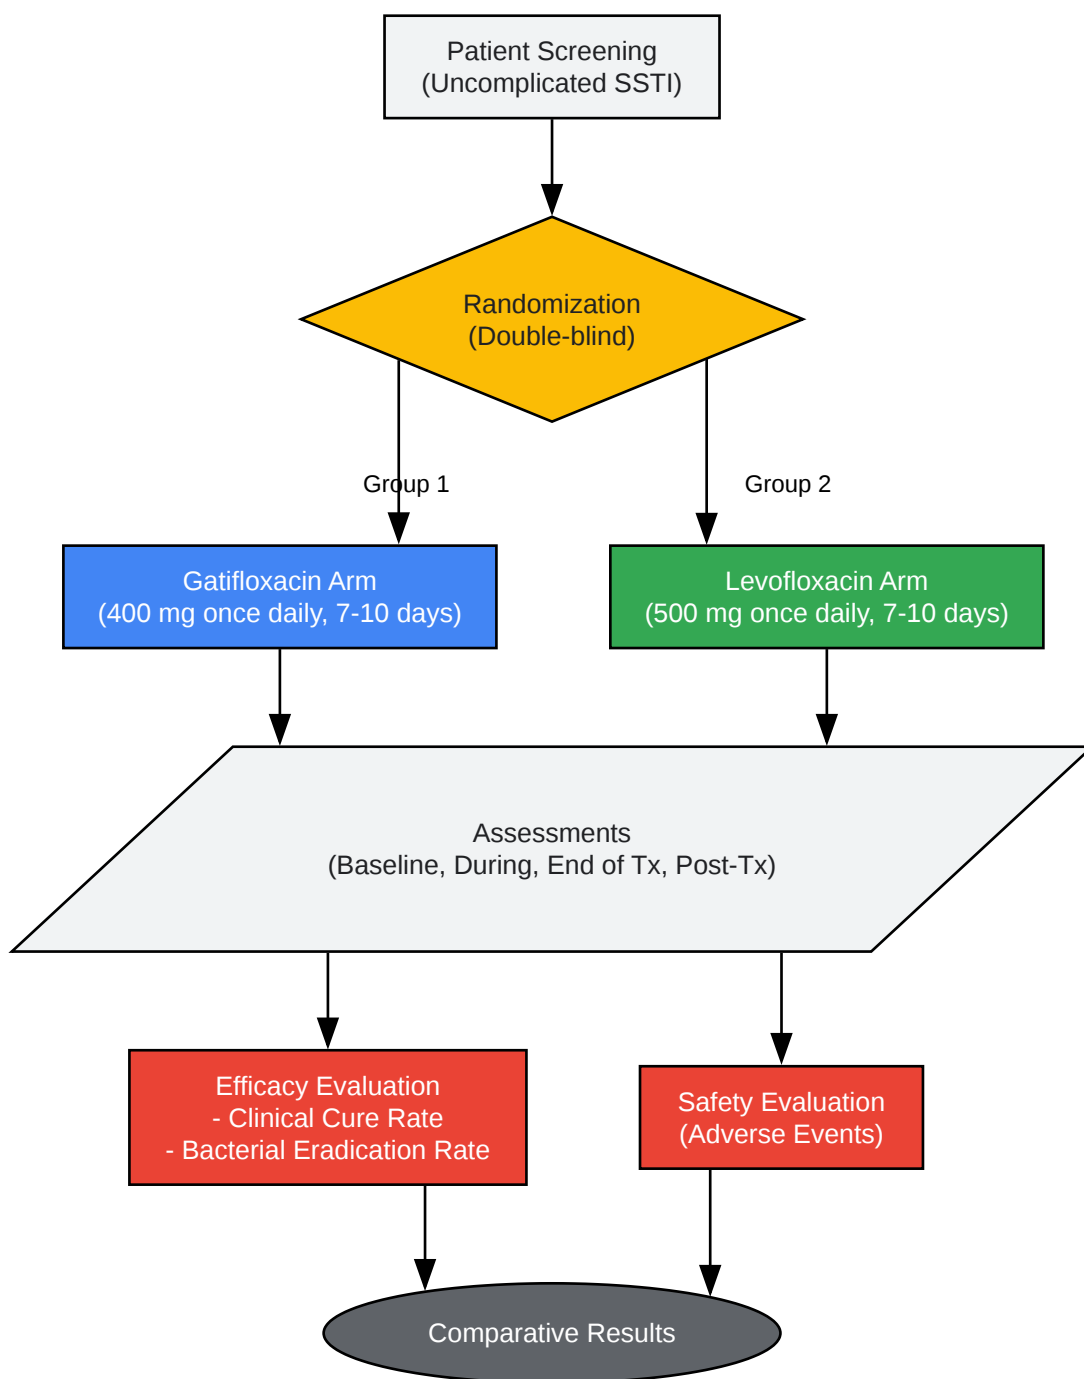 Patient Screening
(Uncomplicated SSTI)
Randomization
(Double-blind)
Group 1
Group 2
Gatifloxacin Arm
(400 mg once daily, 7-10 days)
Levofloxacin Arm
(500 mg once daily, 7-10 days)
Assessments
(Baseline, During, End of Tx, Post-Tx)
Efficacy Evaluation
- Clinical Cure Rate
- Bacterial Eradication Rate
Safety Evaluation
(Adverse Events)
Comparative Results